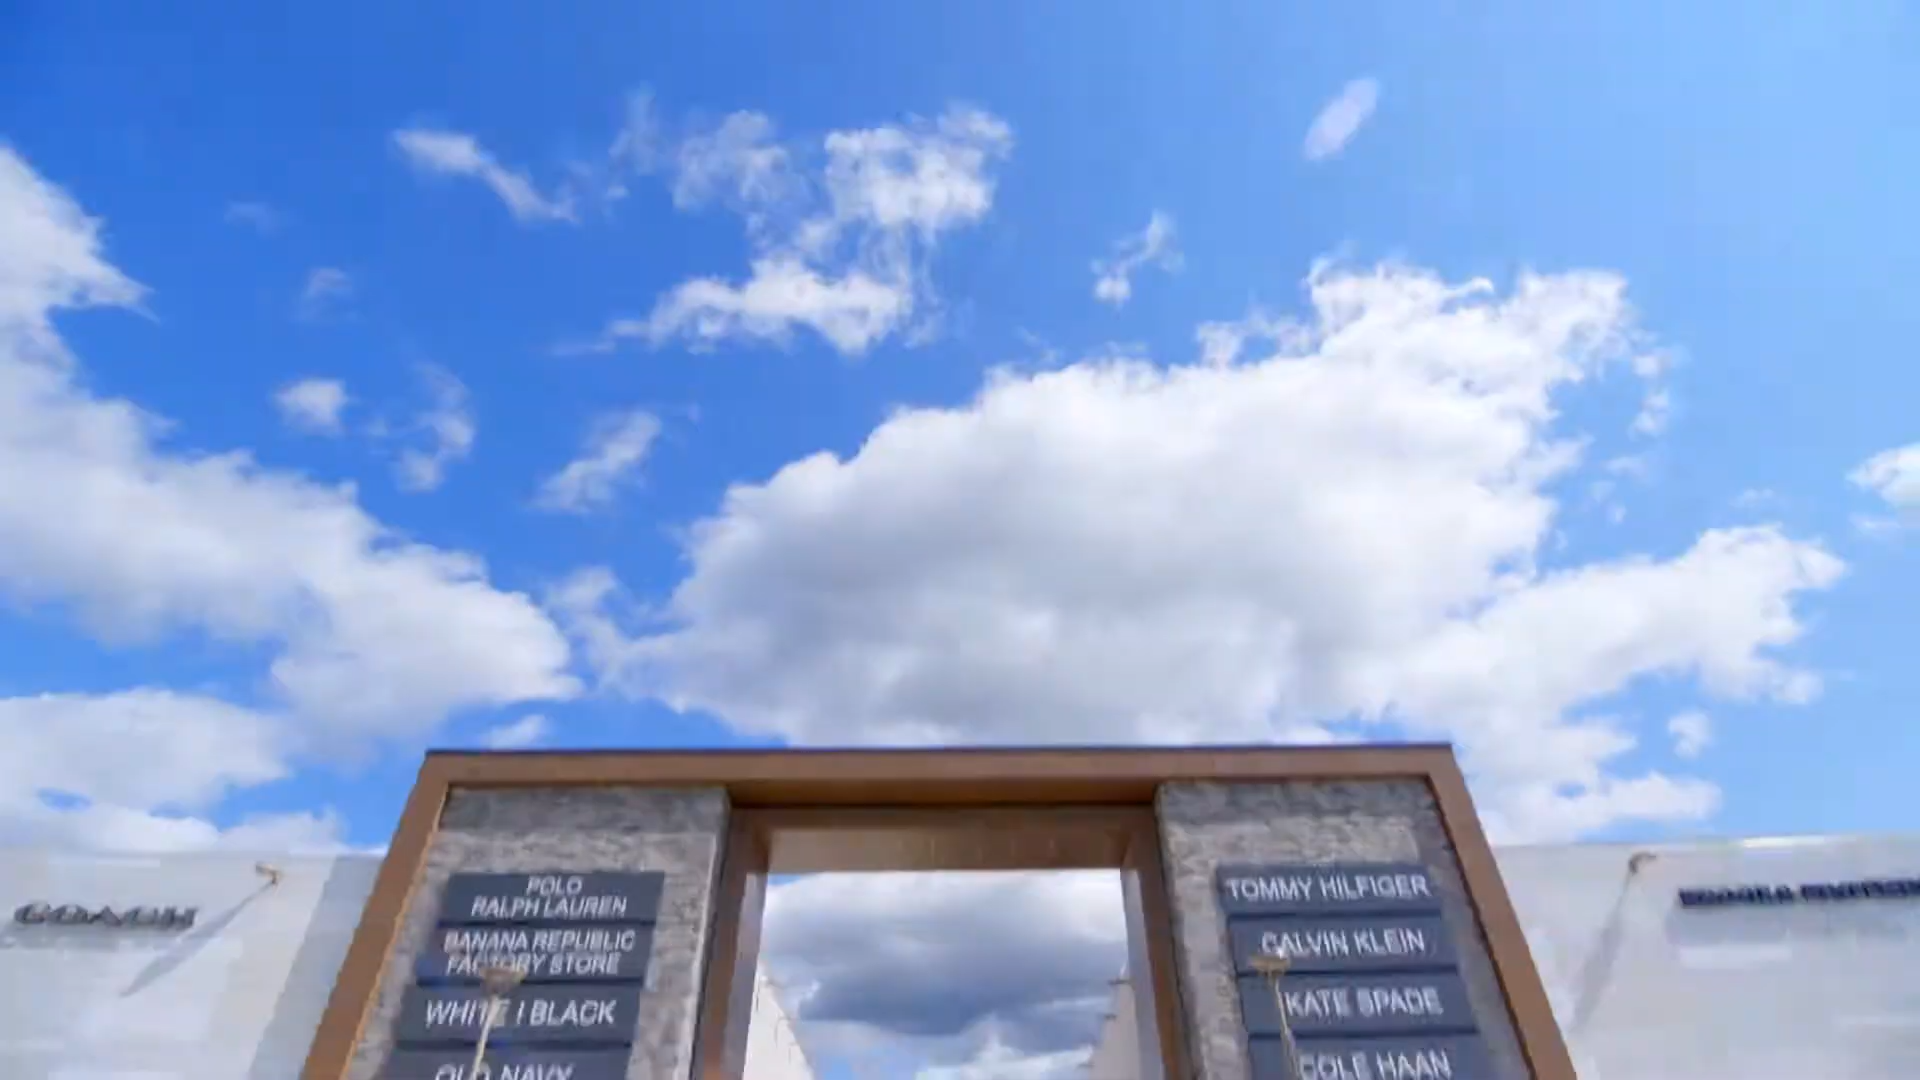 COACH
POLO
RALPH LAUREN
BANANA REPUBLIC
FACTORY STORE
WHITE | BLACK
OLD NAVY
TOMMY HILFIGER
CALVIN KLEIN
KATE SPADE
COLE HAAN